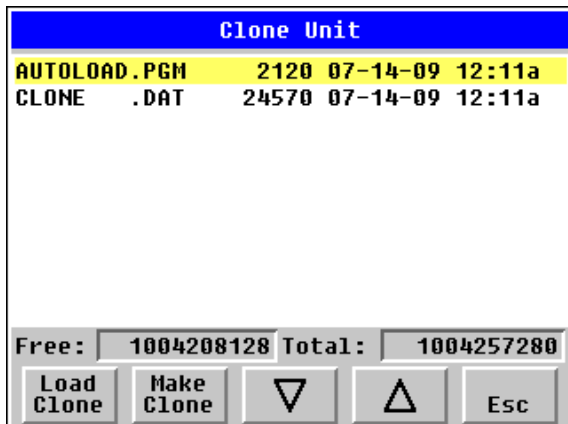 Clone Unit
AUTOLOAD.PGM 2120 07-14-09 12:11a
CLONE .DAT 24570 07-14-09 12:11a
Free: 1004208128 Total: 1004257280
Load Clone Make Clone Esc